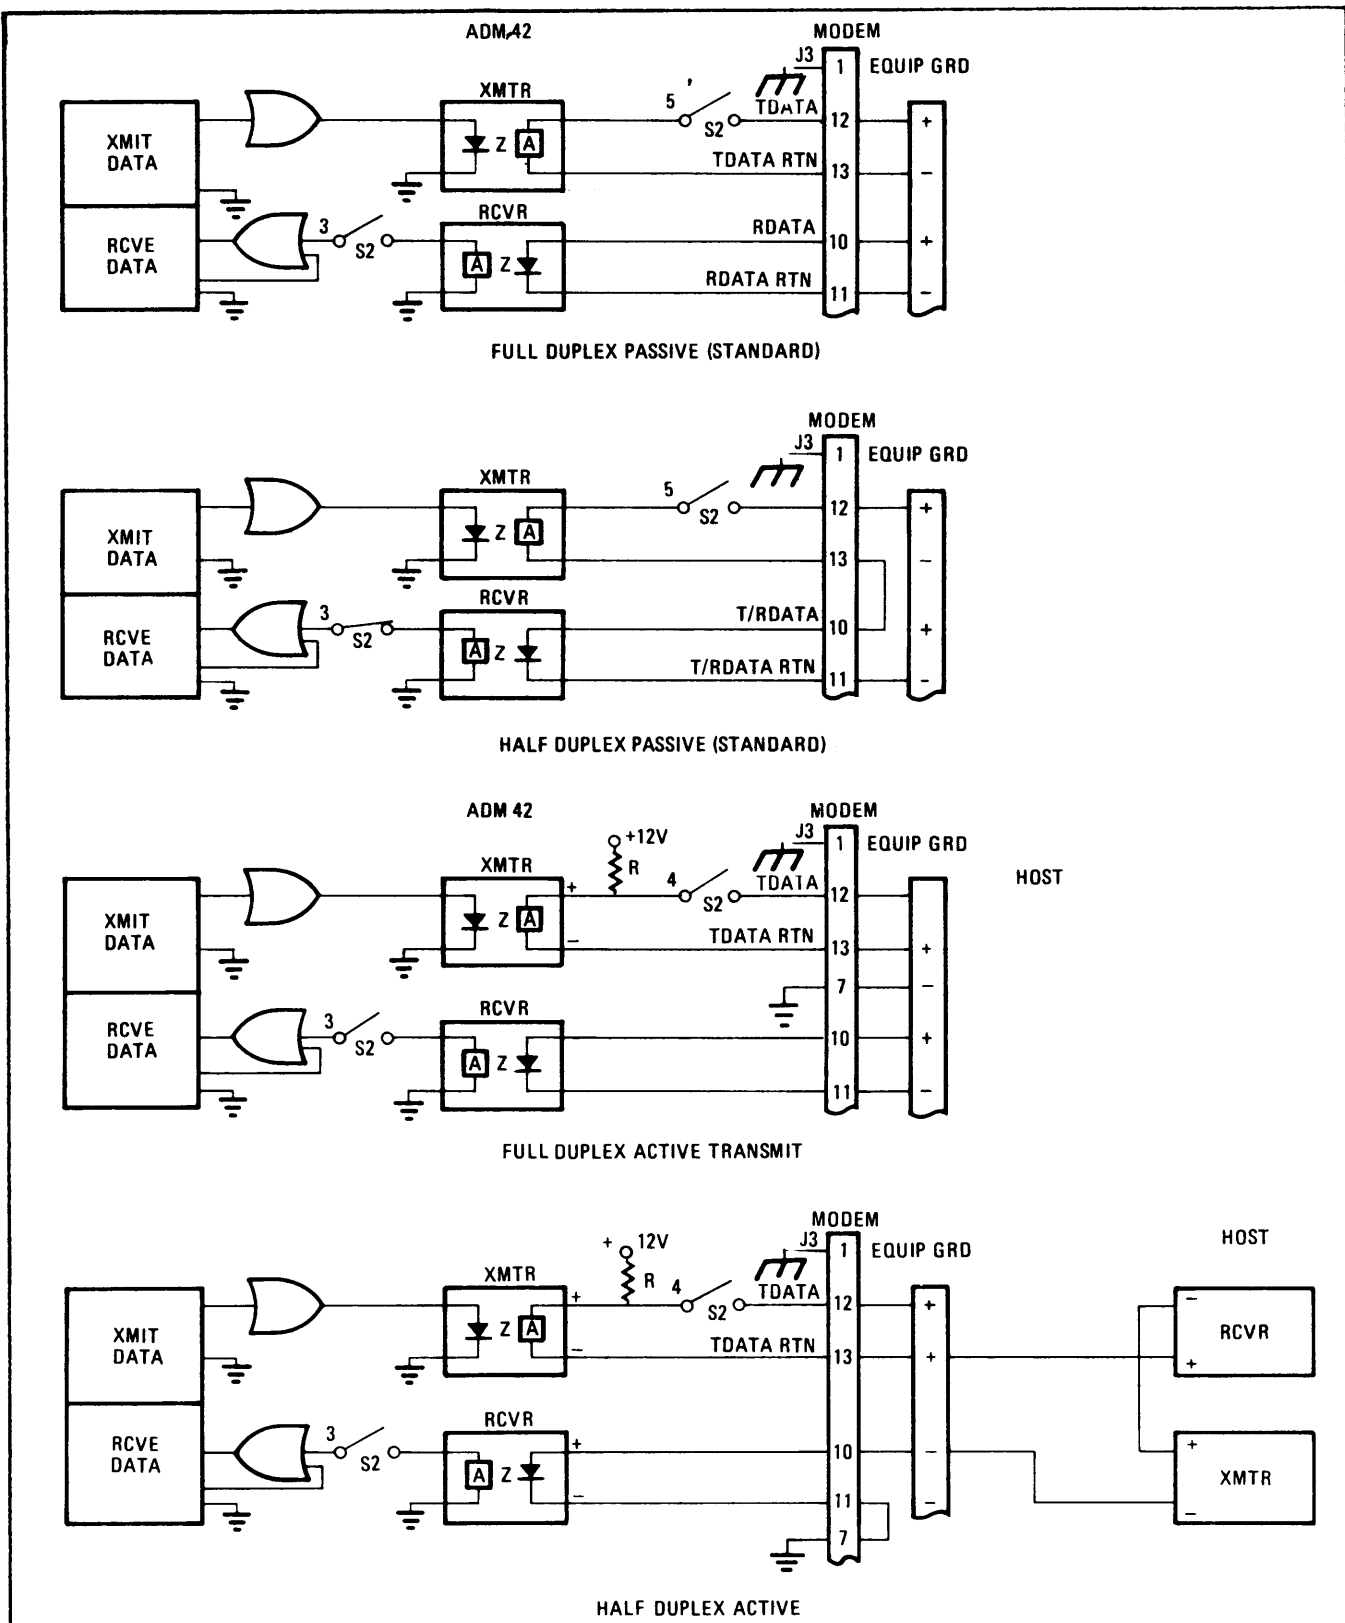 ADM 42 MODEM
J3 1 EQUIP GRD
XMTR
5 S2 TDATA 12 +
XMIT DATA
Z A
TDATA RTN 13 -
RCVR
RCVE DATA
3 S2
A Z
RDATA 10 +
RDATA RTN 11 -
FULL DUPLEX PASSIVE (STANDARD)
MODEM
J3 1 EQUIP GRD
XMTR
5 S2 12 +
XMIT DATA
Z A
13 -
RCVR
RCVE DATA
3 S2
A Z
T/RDATA 10 +
T/RDATA RTN 11 -
HALF DUPLEX PASSIVE (STANDARD)
ADM 42 MODEM
+12V
J3 1 EQUIP GRD
XMTR
R
HOST
+ 4 S2 TDATA 12 -
XMIT DATA
Z A
- TDATA RTN 13 +
7 -
RCVR
RCVE DATA
3 S2
A Z
10 +
11 -
FULL DUPLEX ACTIVE TRANSMIT
MODEM
HOST
+ 12V
J3 1 EQUIP GRD
XMTR
R
+ 4 S2 TDATA 12 +
XMIT DATA
Z A
- TDATA RTN 13 +
- RCVR +
RCVR
RCVE DATA
3 S2
A Z
+ 10 -
- 11 -
+ XMTR -
7
HALF DUPLEX ACTIVE